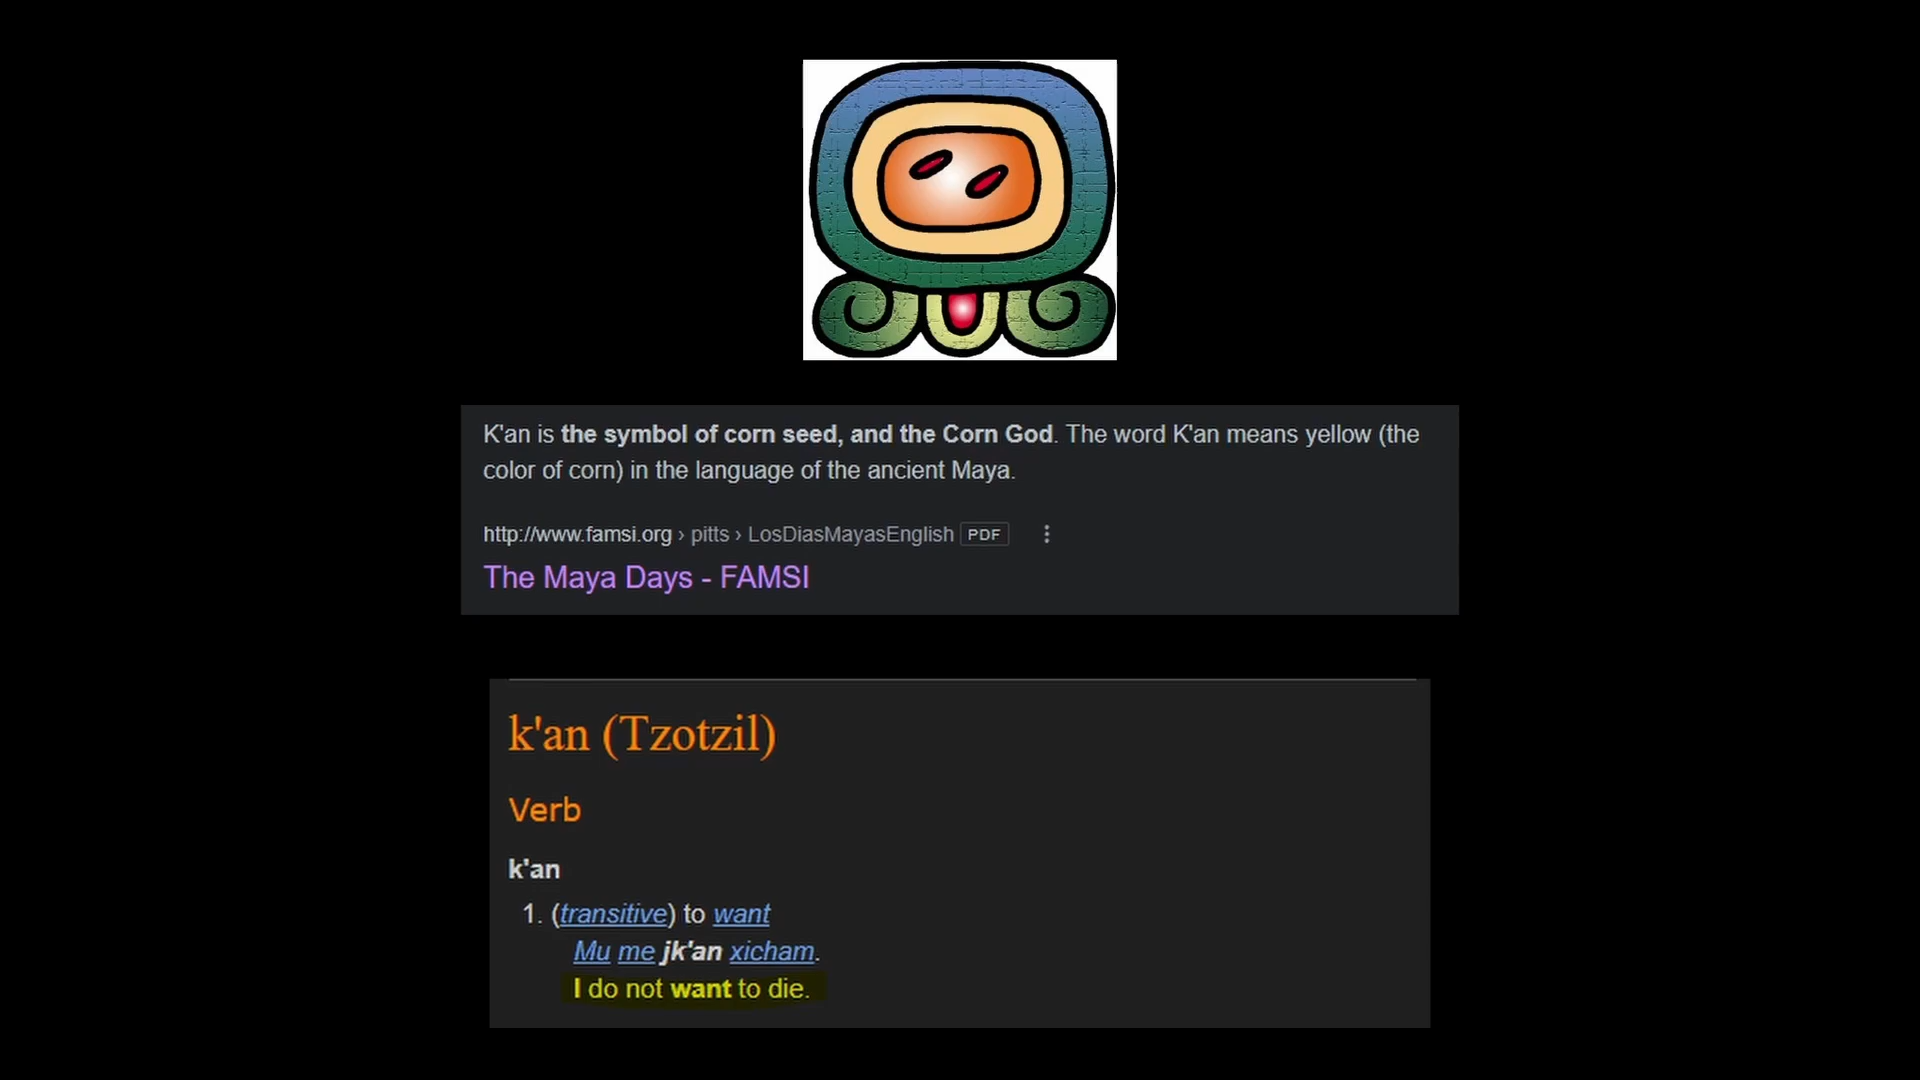 K'an is the symbol of corn seed, and the Corn God. The word K'an means yellow (the
color of corn) in the language of the ancient Maya.
http://www.famsi.org › pitts › LosDiasMayasEnglish PDF
The Maya Days - FAMSI
k'an (Tzotzil)
Verb
k'an
1. (transitive) to want
Mu me jk'an xicham.
I do not want to die.